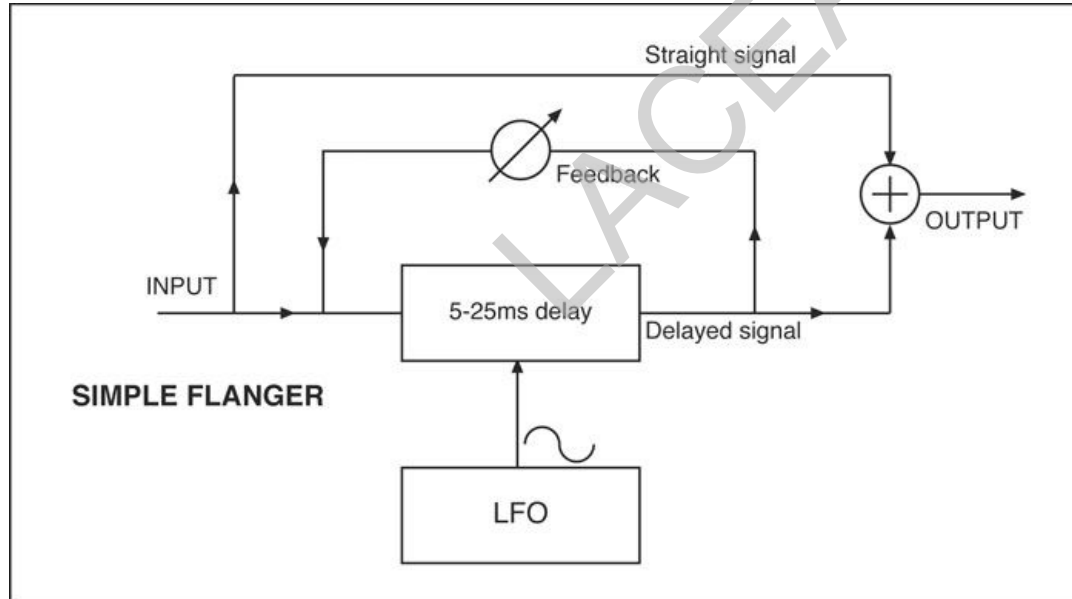 Straight signal
Feedback
OUTPUT
INPUT
5-25ms delay
Delayed signal
SIMPLE FLANGER
LFO